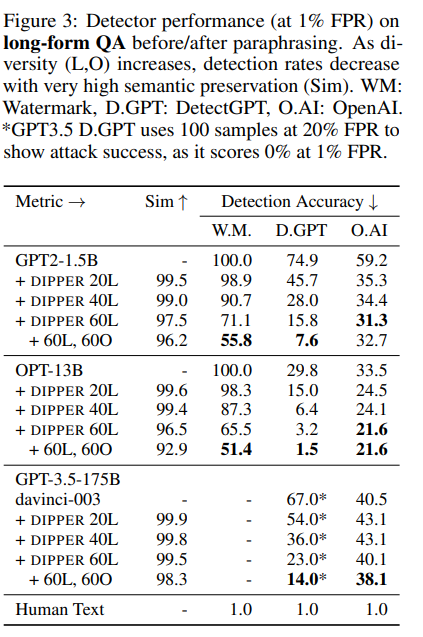 Figure 3: Detector performance (at 1% FPR) on
long-form QA before/after paraphrasing. As di-
versity (L,O) increases, detection rates decrease
with very high semantic preservation (Sim). WM:
Watermark, D.GPT: DetectGPT, O.AI: OpenAI.
*GPT3.5 D.GPT uses 100 samples at 20% FPR to
show attack success, as it scores 0% at 1% FPR.
Metric → Sim ↑ Detection Accuracy ↓
W.M. D.GPT O.AI
GPT2-1.5B - 100.0 74.9 59.2
+ DIPPER 20L 99.5 98.9 45.7 35.3
+ DIPPER 40L 99.0 90.7 28.0 34.4
+ DIPPER 60L 97.5 71.1 15.8 31.3
+ 60L, 60O 96.2 55.8 7.6 32.7
OPT-13B - 100.0 29.8 33.5
+ DIPPER 20L 99.6 98.3 15.0 24.5
+ DIPPER 40L 99.4 87.3 6.4 24.1
+ DIPPER 60L 96.5 65.5 3.2 21.6
+ 60L, 60O 92.9 51.4 1.5 21.6
GPT-3.5-175B
davinci-003 - - 67.0* 40.5
+ DIPPER 20L 99.9 - 54.0* 43.1
+ DIPPER 40L 99.8 - 36.0* 43.1
+ DIPPER 60L 99.5 - 23.0* 40.1
+ 60L, 60O 98.3 - 14.0* 38.1
Human Text - 1.0 1.0 1.0